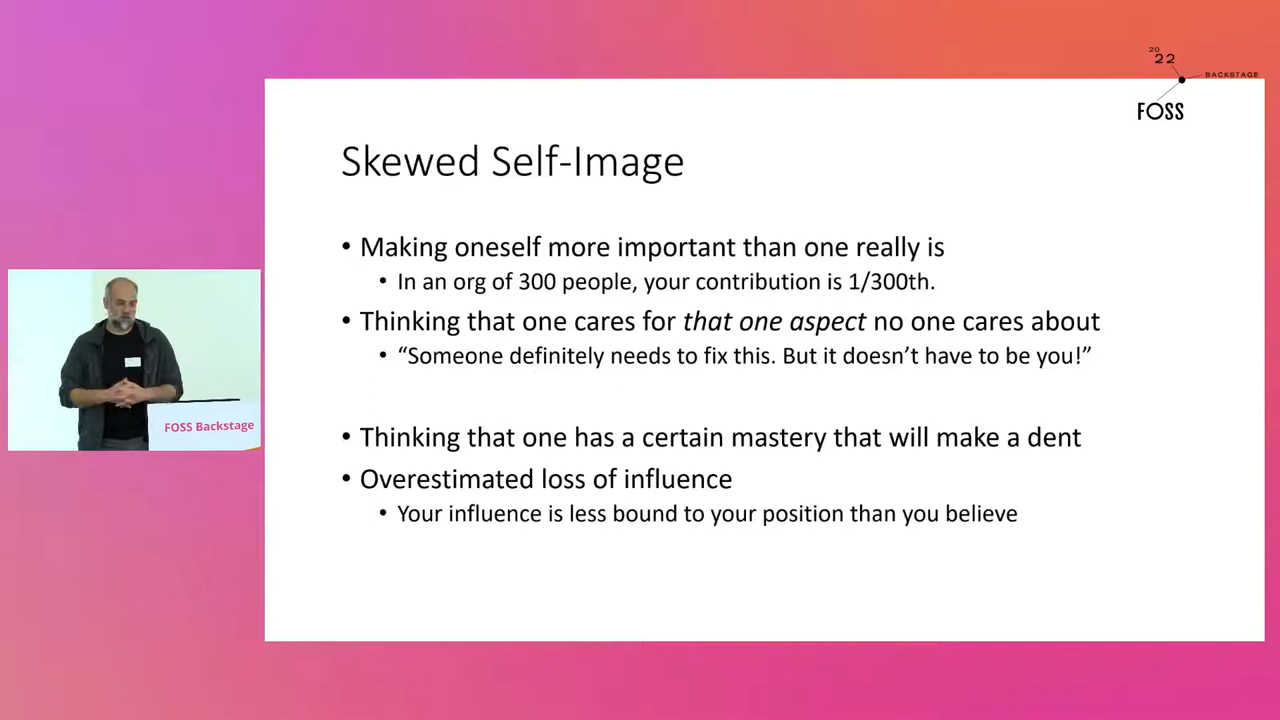 20
22
BACKSTAGE
FOSS
Skewed Self-Image
• Making oneself more important than one really is
• In an org of 300 people, your contribution is 1/300th.
• Thinking that one cares for that one aspect no one cares about
• “Someone definitely needs to fix this. But it doesn’t have to be you!”
• Thinking that one has a certain mastery that will make a dent
• Overestimated loss of influence
• Your influence is less bound to your position than you believe
FOSS Backstage